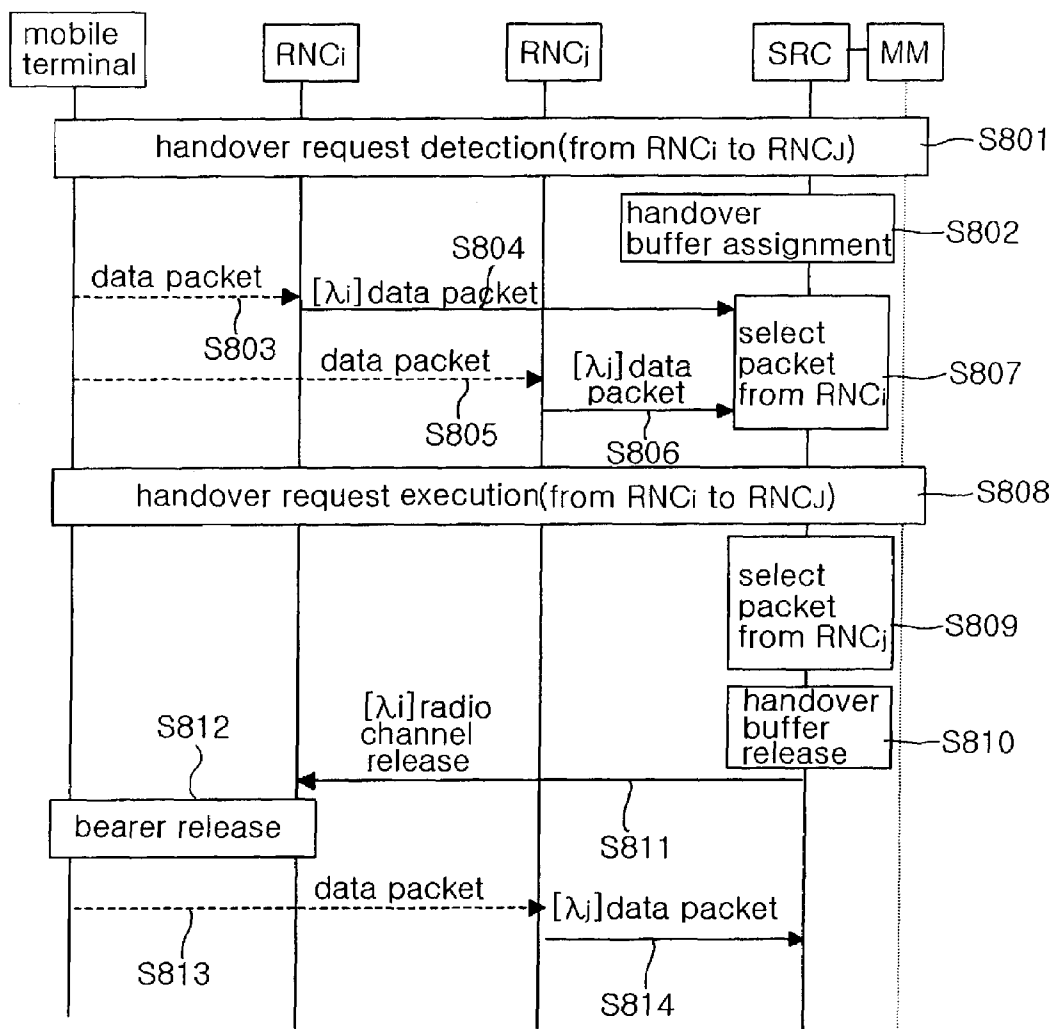 mobile
terminal
RNCi
RNCj
SRC
MM
handover request detection(from RNCi to RNCJ)
S801
handover
buffer assignment
S802
S804
data packet
[λi]data packet
S803
select
packet
from RNCi
S807
data packet
[λj]data
packet
S805
S806
handover request execution(from RNCi to RNCJ)
S808
select
packet
from RNCj
S809
handover
buffer
release
S810
[λi]radio
channel
release
S812
bearer release
S811
data packet
[λj]data packet
S813
S814